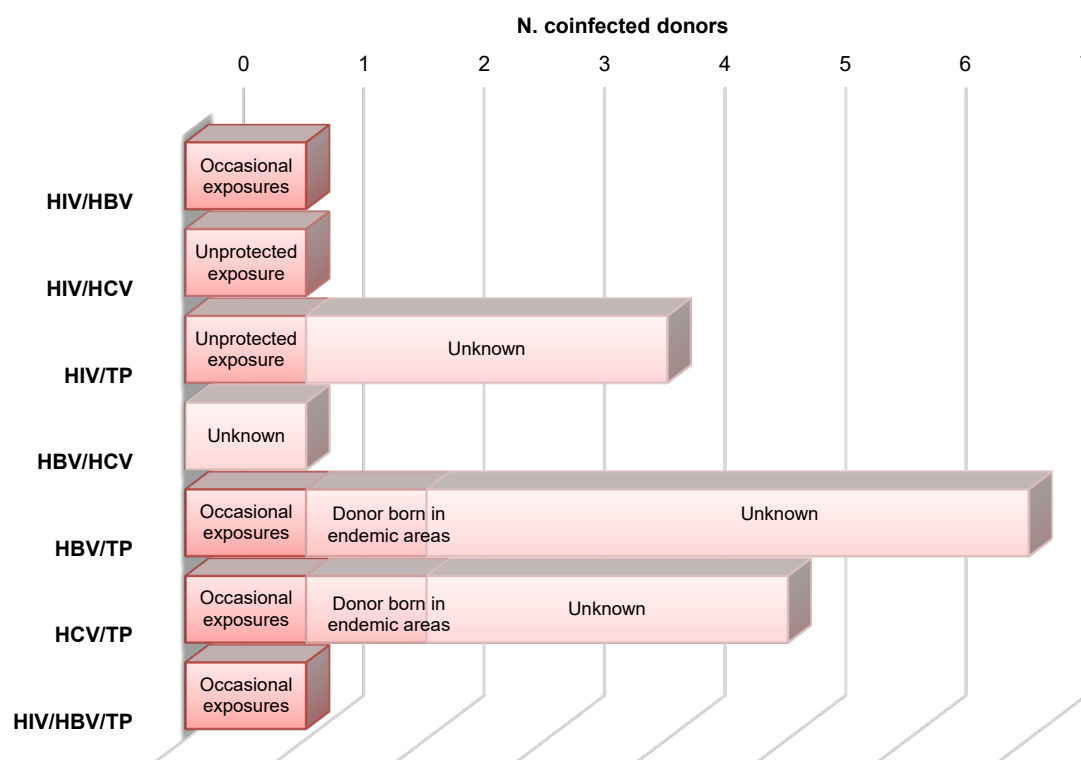 N. coinfected donors
0 1 2 3 4 5 6
Occasional
exposures
HIV/HBV
Unprotected
exposure
HIV/HCV
Unprotected
exposure
Unknown
HIV/TP
Unknown
HBV/HCV
Occasional
exposures
Donor born in
endemic areas
Unknown
HBV/TP
Occasional
exposures
Donor born in
endemic areas
Unknown
HCV/TP
Occasional
exposures
HIV/HBV/TP